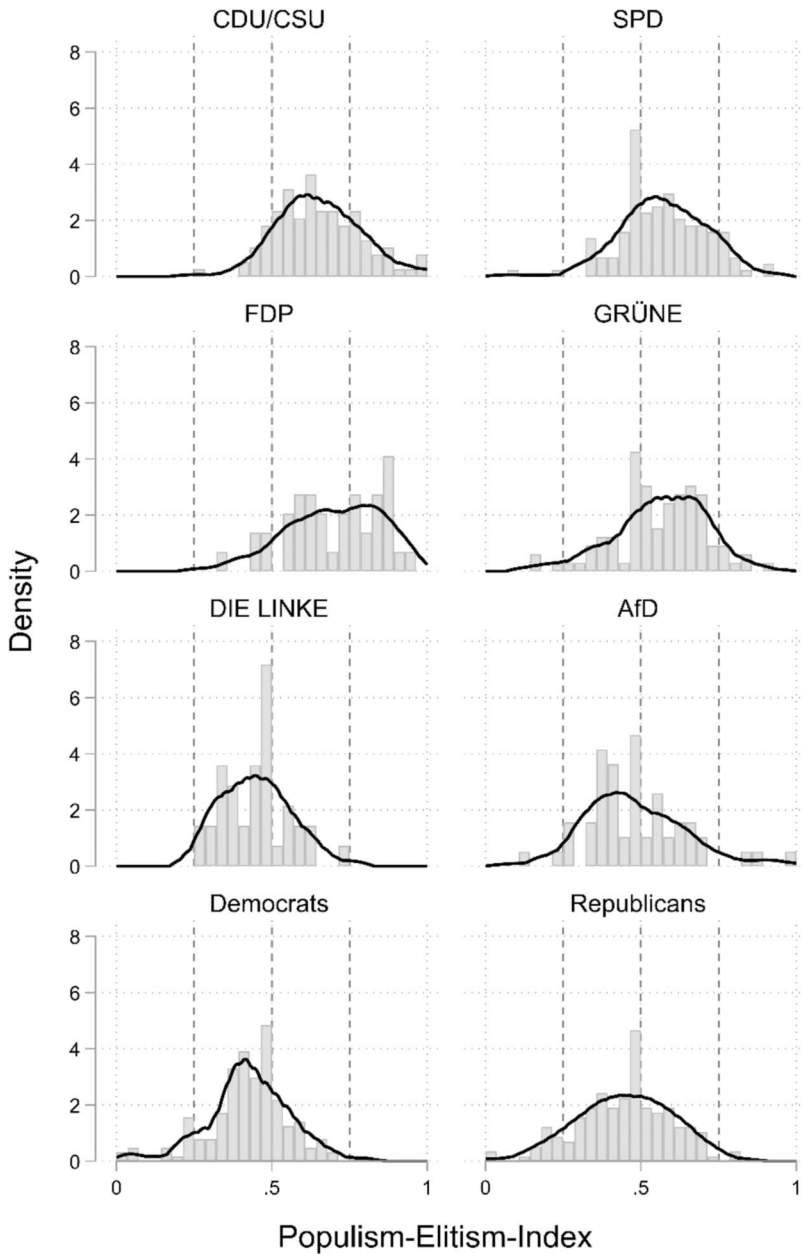 CDU/CSU SPD
8
6
4
2
0
FDP GRÜNE
8
6
4
2
0
Density
DIE LINKE AfD
8
6
4
2
0
Democrats Republicans
8
6
4
2
0
0 .5 1 0 .5 1
Populism-Elitism-Index